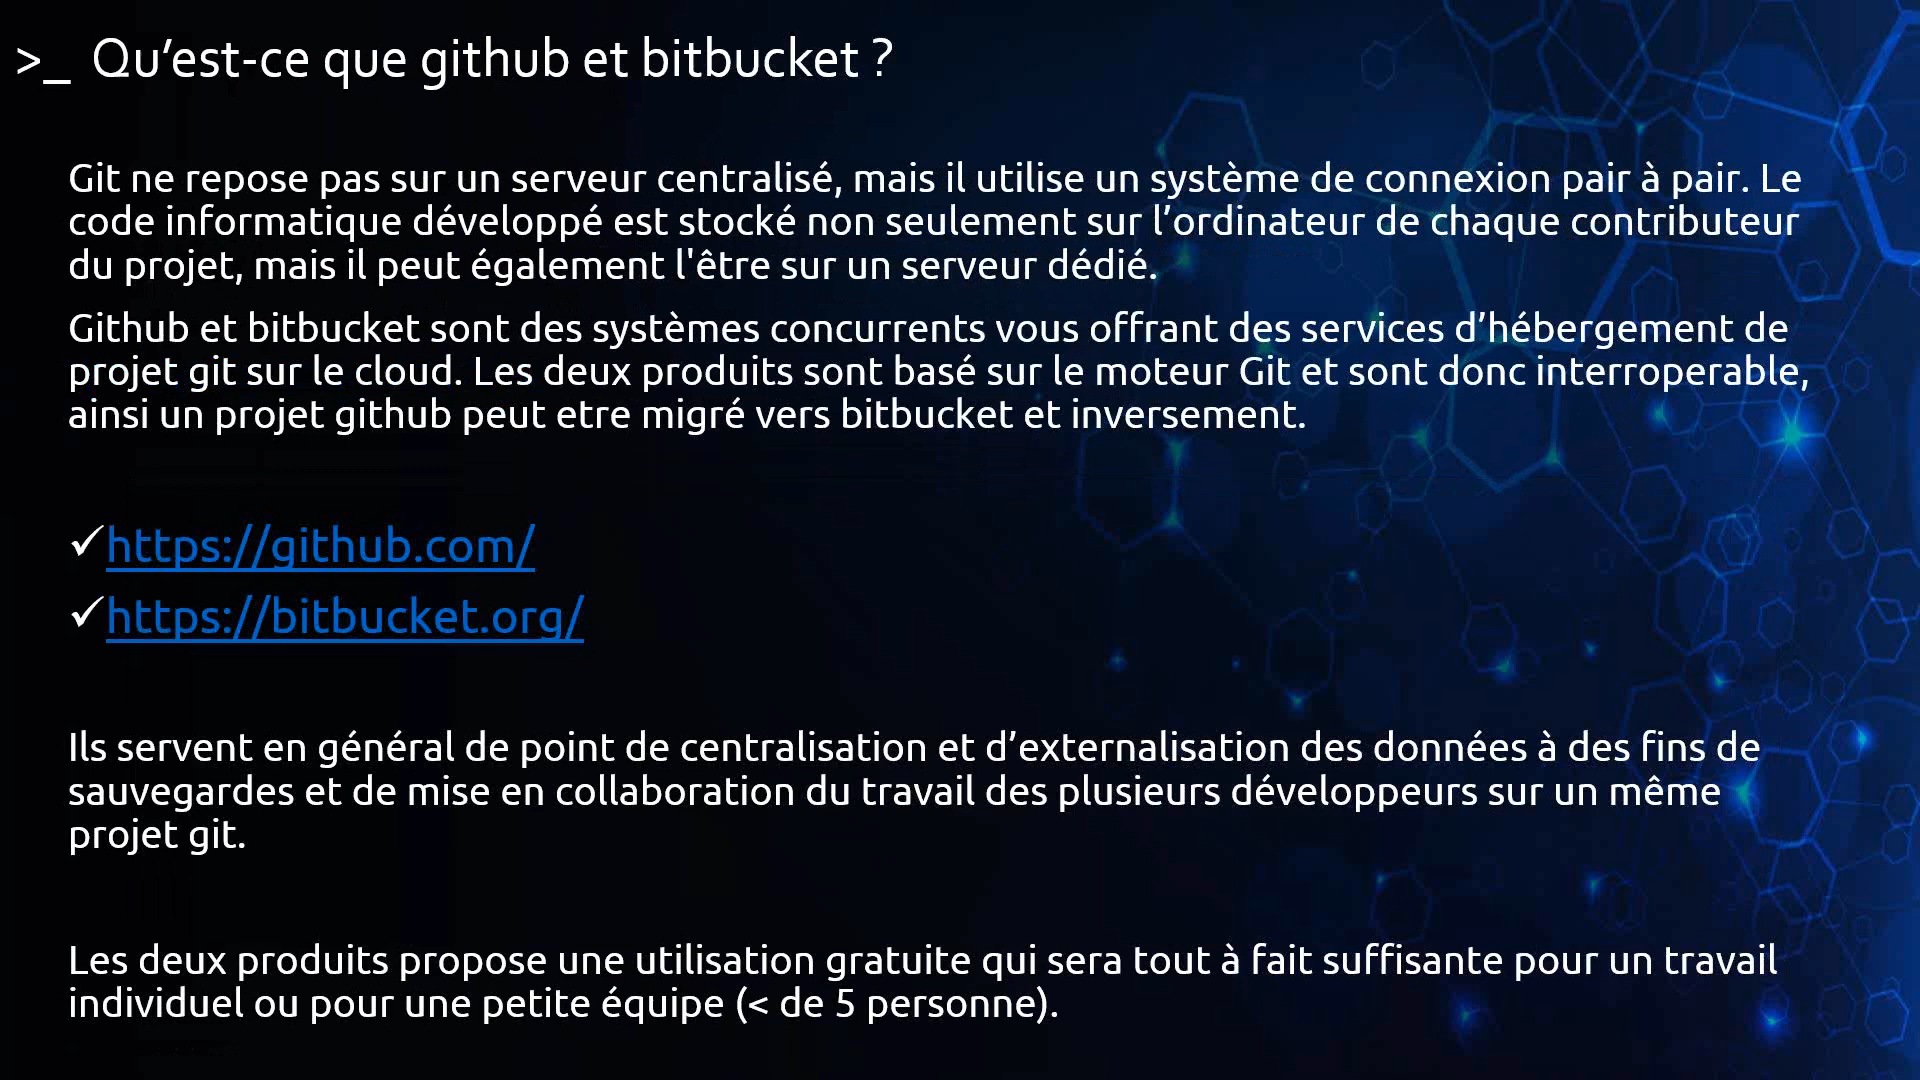 >_ Qu’est-ce que github et bitbucket ?
Git ne repose pas sur un serveur centralisé, mais il utilise un système de connexion pair à pair. Le
code informatique développé est stocké non seulement sur l’ordinateur de chaque contributeur
du projet, mais il peut également l'être sur un serveur dédié.
Github et bitbucket sont des systèmes concurrents vous offrant des services d’hébergement de
projet git sur le cloud. Les deux produits sont basé sur le moteur Git et sont donc interroperable,
ainsi un projet github peut etre migré vers bitbucket et inversement.
✓https://github.com/
✓https://bitbucket.org/
Ils servent en général de point de centralisation et d’externalisation des données à des fins de
sauvegardes et de mise en collaboration du travail des plusieurs développeurs sur un même
projet git.
Les deux produits propose une utilisation gratuite qui sera tout à fait suffisante pour un travail
individuel ou pour une petite équipe (< de 5 personne).